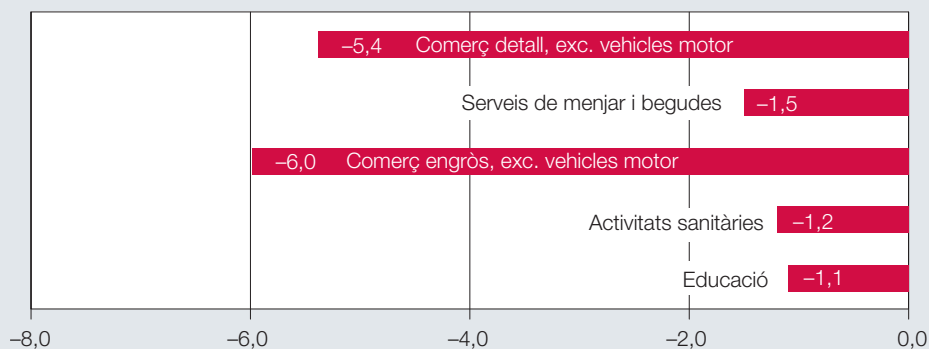 –5,4 Comerç detall, exc. vehicles motor
Serveis de menjar i begudes –1,5
–6,0 Comerç engròs, exc. vehicles motor
Activitats sanitàries –1,2
Educació –1,1
–8,0 –6,0 –4,0 –2,0 0,0